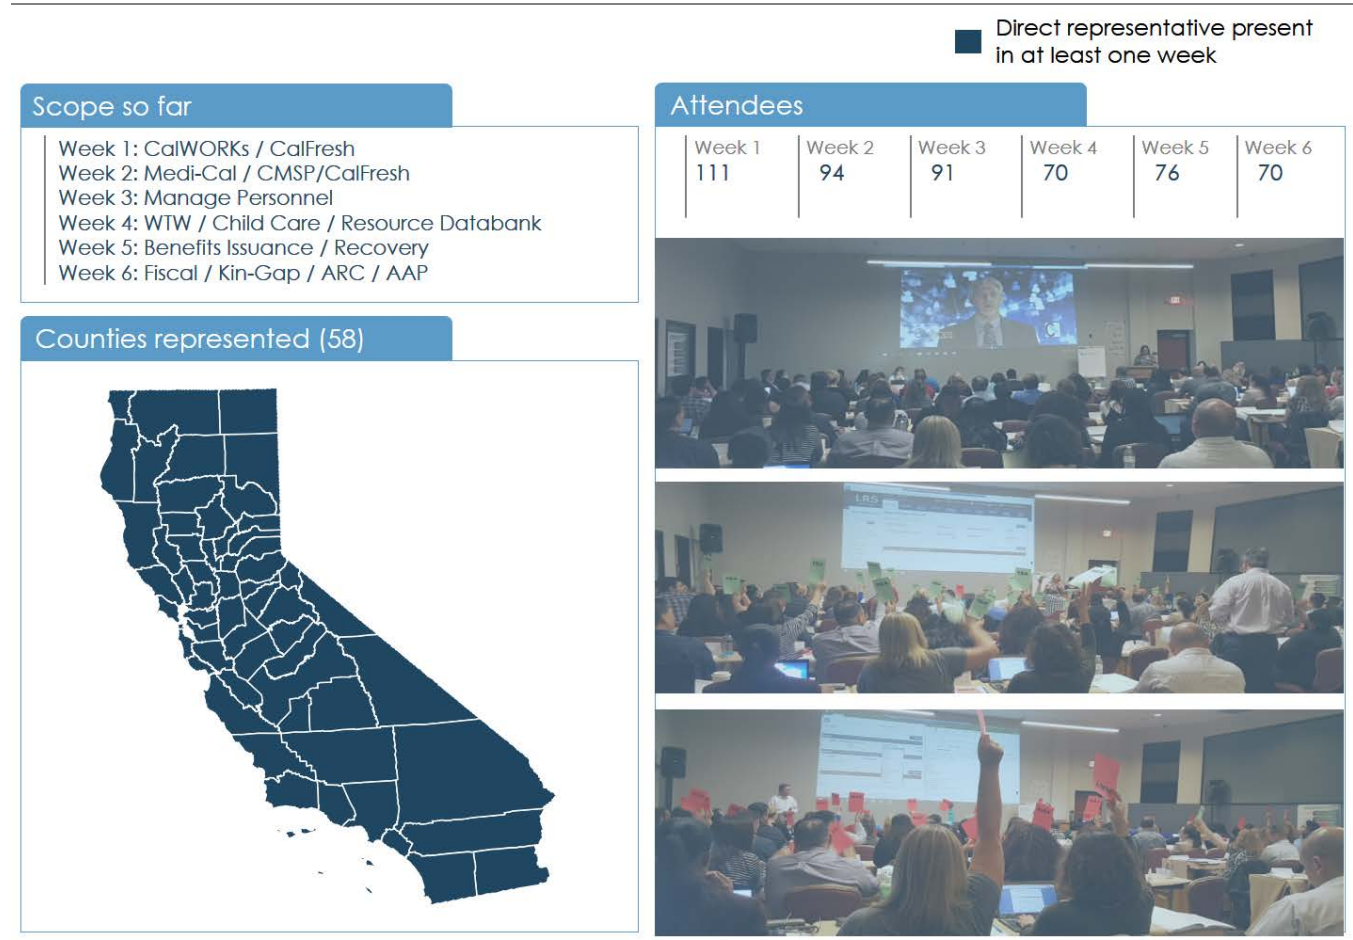 Direct representative present
in at least one week
Scope so far
Week 1: CalWORKs / CalFresh
Week 2: Medi-Cal / CMSP/CalFresh
Week 3: Manage Personnel
Week 4: WTW / Child Care / Resource Databank
Week 5: Benefits Issuance / Recovery
Week 6: Fiscal / Kin-Gap / ARC / AAP
Counties represented (58)
Attendees
Week 1
111
Week 2
94
Week 3
91
Week 4
70
Week 5
76
Week 6
70
LRS